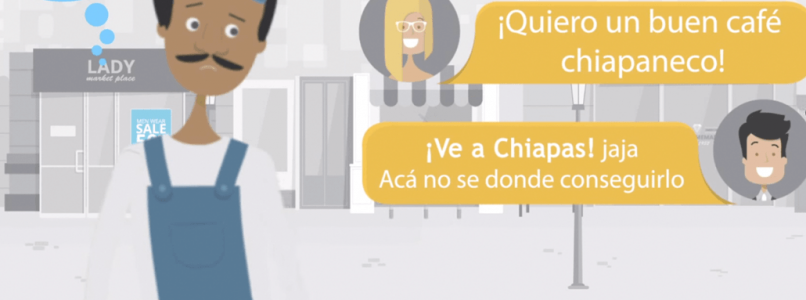 ¡Quiero un buen café
chiapaneco!
¡Ve a Chiapas! jaja
Acá no se donde conseguirlo
LADY
market place
SALE